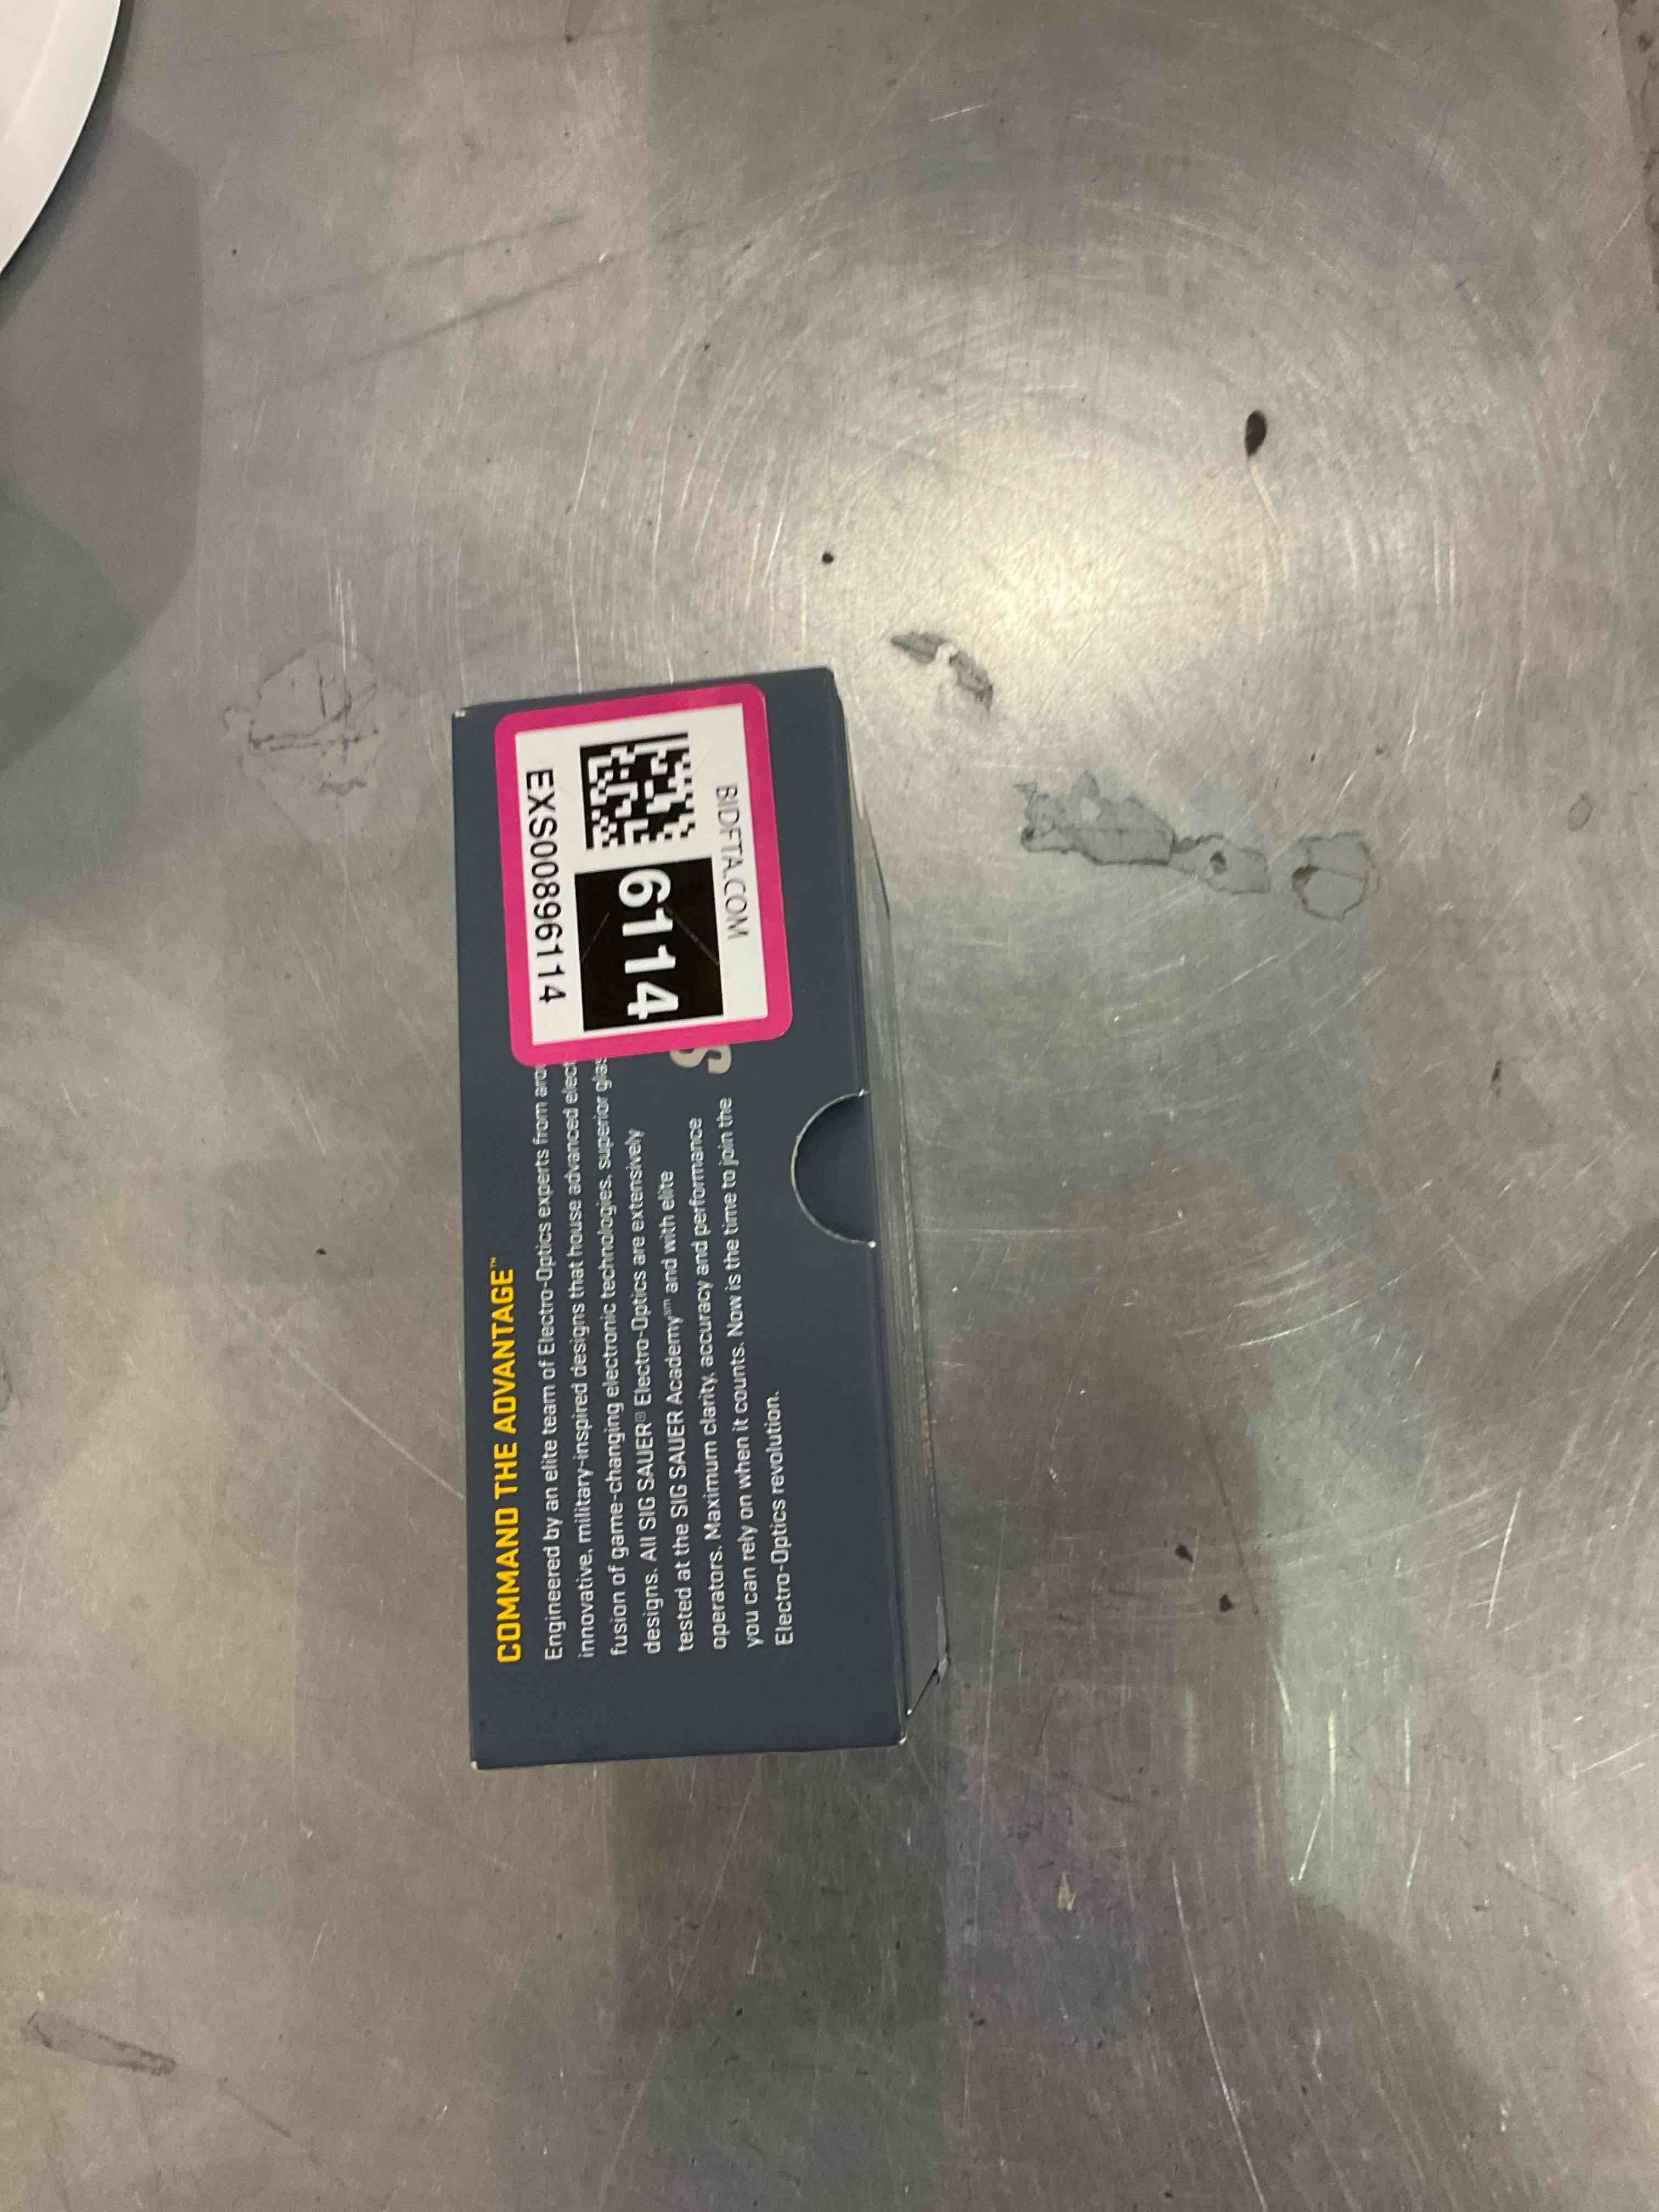 COMMAND THE ADVANTAGE™
Engineered by an elite team of Electro-Optics experts from
innovative, military-inspired designs that house advanced
fusion of game-changing electronic technologies, superior
designs. All SIG SAUER® Electro-Optics are extensively
tested at the SIG SAUER Academy℠ and with elite
operators. Maximum clarity, accuracy and performance
you can rely on when it counts. Now is the time to join the
Electro-Optics revolution.
BIDFTA.COM
6114
EXS00896114